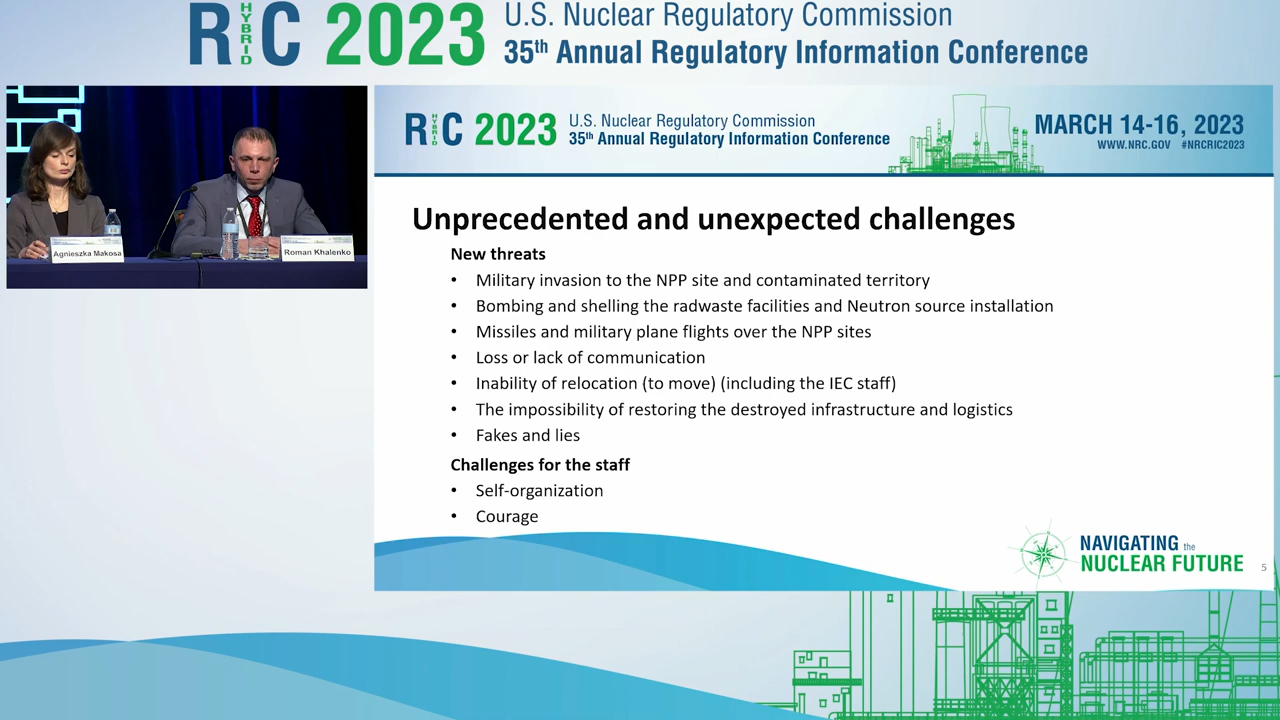 RIC 2023
HYBRID
U.S. Nuclear Regulatory Commission
35th Annual Regulatory Information Conference
Agnieszka Makosa
Roman Khalenko
RIC 2023
HYBRID
U.S. Nuclear Regulatory Commission
35th Annual Regulatory Information Conference
MARCH 14-16, 2023
WWW.NRC.GOV #NRCRIC2023
Unprecedented and unexpected challenges
New threats
• Military invasion to the NPP site and contaminated territory
• Bombing and shelling the radwaste facilities and Neutron source installation
• Missiles and military plane flights over the NPP sites
• Loss or lack of communication
• Inability of relocation (to move) (including the IEC staff)
• The impossibility of restoring the destroyed infrastructure and logistics
• Fakes and lies
Challenges for the staff
• Self-organization
• Courage
NAVIGATING the
NUCLEAR FUTURE
5